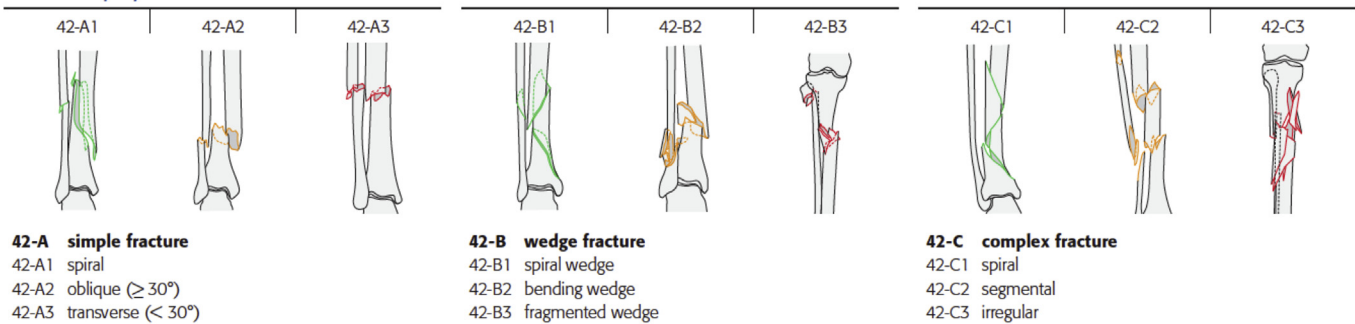 42-A1 42-A2 42-A3
42-B1 42-B2 42-B3
42-C1 42-C2 42-C3
42-A simple fracture
42-A1 spiral
42-A2 oblique (≥ 30°)
42-A3 transverse (< 30°)
42-B wedge fracture
42-B1 spiral wedge
42-B2 bending wedge
42-B3 fragmented wedge
42-C complex fracture
42-C1 spiral
42-C2 segmental
42-C3 irregular